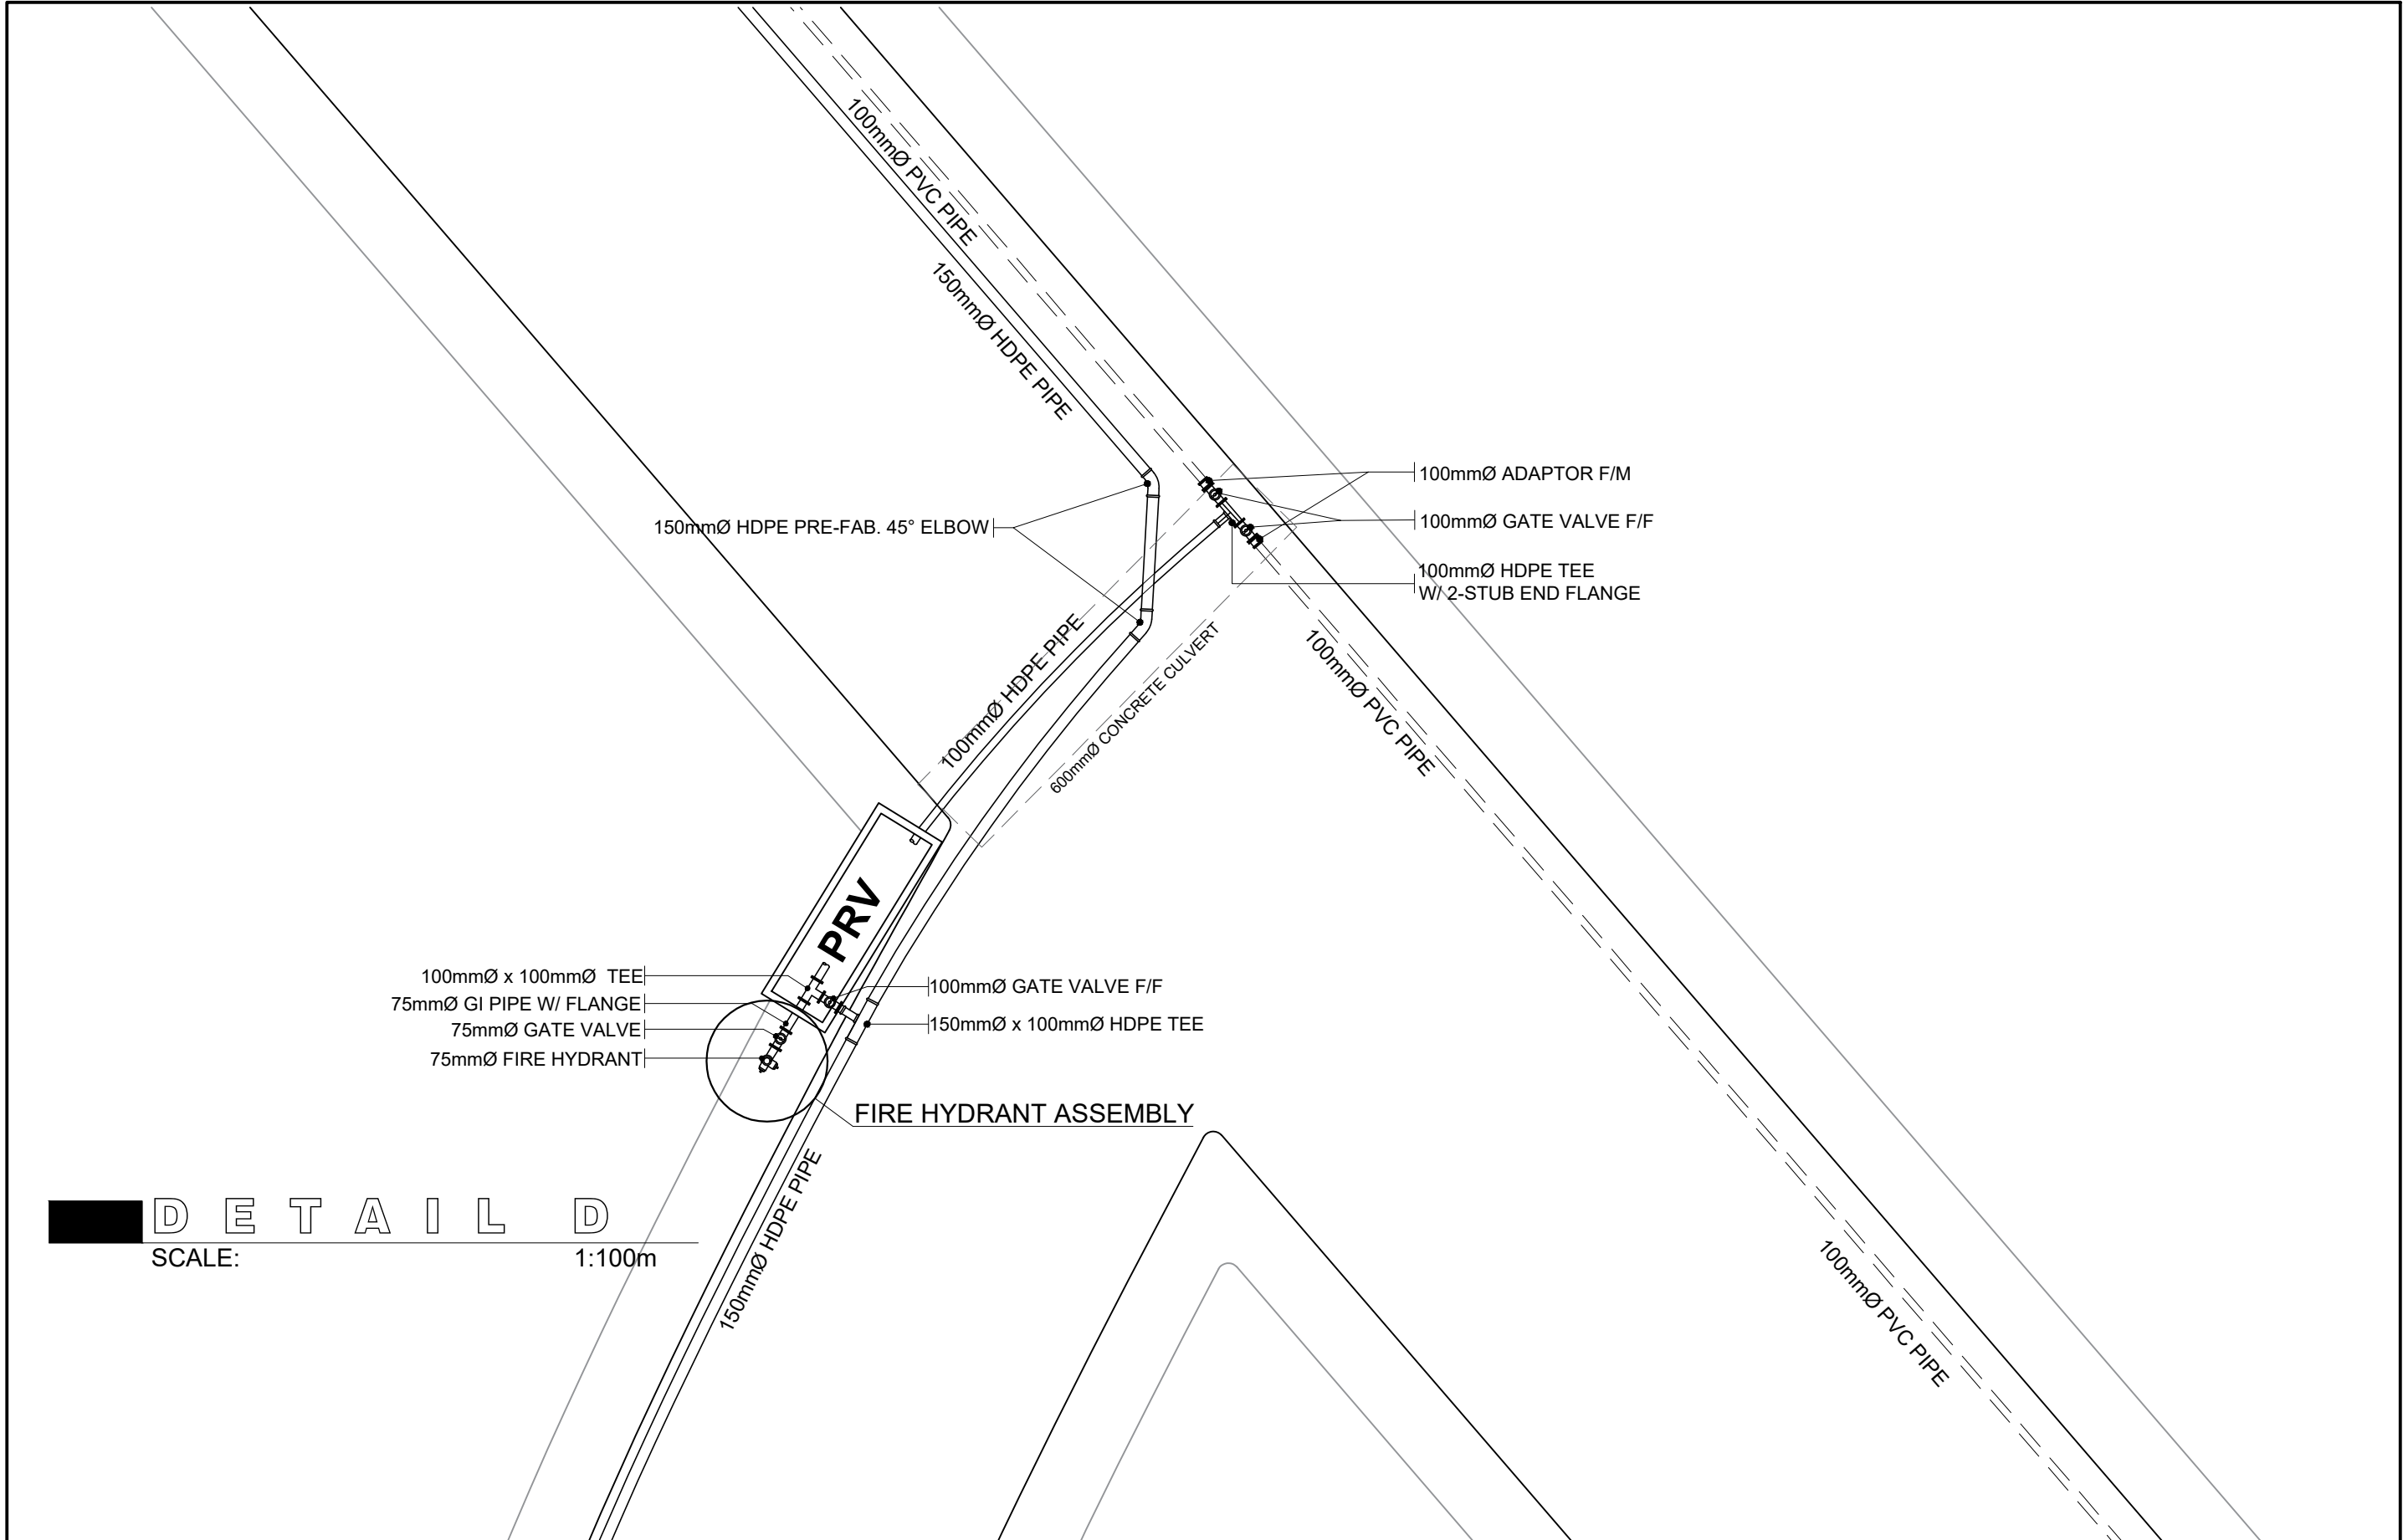 100mmØ PVC PIPE
150mmØ HDPE PIPE
100mmØ ADAPTOR F/M
150mmØ HDPE PRE-FAB. 45° ELBOW
100mmØ GATE VALVE F/F
100mmØ HDPE TEE
W/ 2-STUB END FLANGE
100mmØ HDPE PIPE
600mmØ CONCRETE CULVERT
100mmØ PVC PIPE
PRV
100mmØ x 100mmØ TEE
100mmØ GATE VALVE F/F
75mmØ GI PIPE W/ FLANGE
150mmØ x 100mmØ HDPE TEE
75mmØ GATE VALVE
75mmØ FIRE HYDRANT
FIRE HYDRANT ASSEMBLY
150mmØ HDPE PIPE
DETAIL D
SCALE: 1:100m
100mmØ PVC PIPE